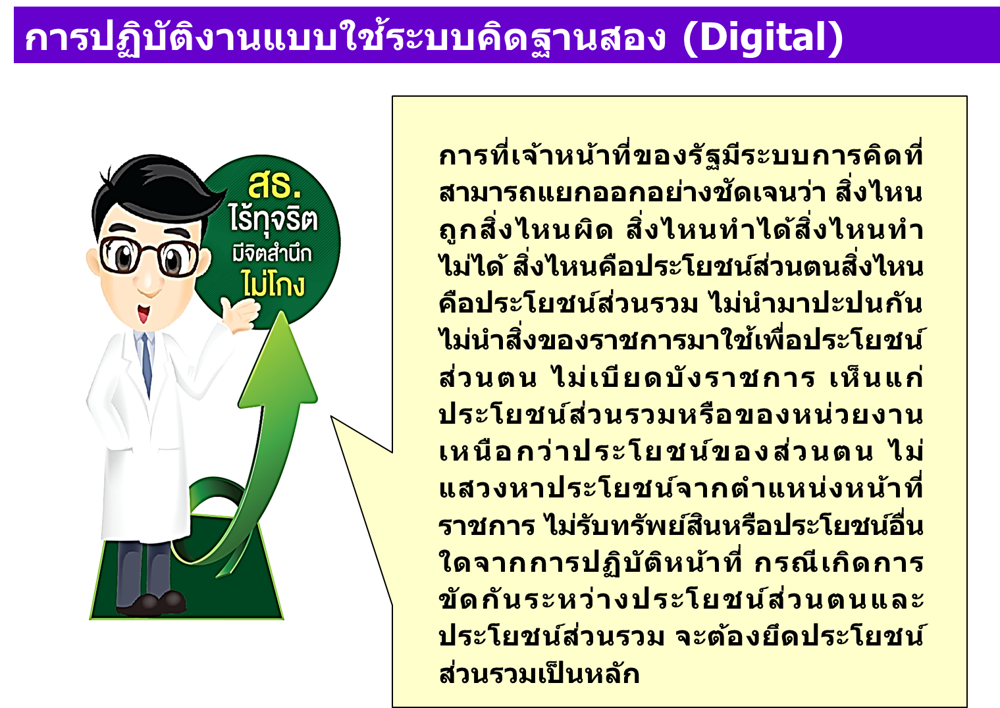 การปฏิบัติงานแบบใช้ระบบคิดฐานสอง (Digital)
สธ.
ไร้ทุจริต
มีจิตสำนึก
ไม่โกง
การที่เจ้าหน้าที่ของรัฐมีระบบการคิดที่
สามารถแยกออกอย่างชัดเจนว่า สิ่งไหน
ถูกสิ่งไหนผิด สิ่งไหนทำได้สิ่งไหนทำ
ไม่ได้ สิ่งไหนคือประโยชน์ส่วนตนสิ่งไหน
คือประโยชน์ส่วนรวม ไม่นำมาปะปนกัน
ไม่นำสิ่งของราชการมาใช้เพื่อประโยชน์
ส่วนตน ไม่เบียดบังราชการ เห็นแก่
ประโยชน์ส่วนรวมหรือของหน่วยงาน
เหนือกว่าประโยชน์ของส่วนตน ไม่
แสวงหาประโยชน์จากตำแหน่งหน้าที่
ราชการ ไม่รับทรัพย์สินหรือประโยชน์อื่น
ใดจากการปฏิบัติหน้าที่ กรณีเกิดการ
ขัดกันระหว่างประโยชน์ส่วนตนและ
ประโยชน์ส่วนรวม จะต้องยึดประโยชน์
ส่วนรวมเป็นหลัก